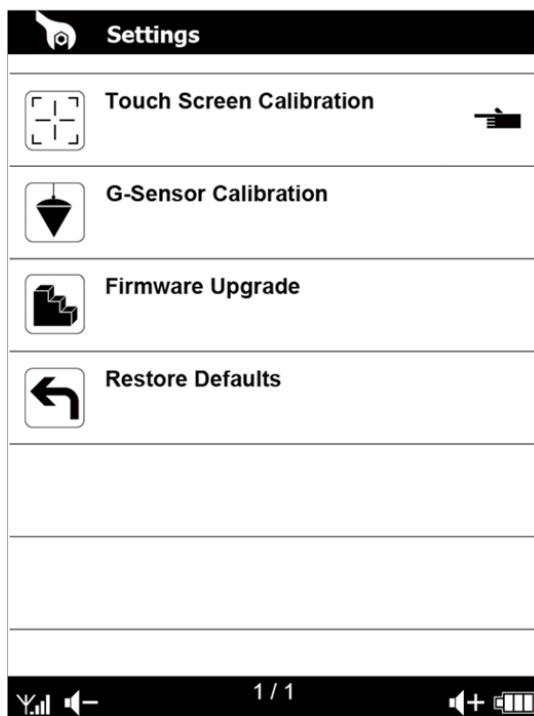 Settings
Touch Screen Calibration
G-Sensor Calibration
Firmware Upgrade
Restore Defaults
1 / 1